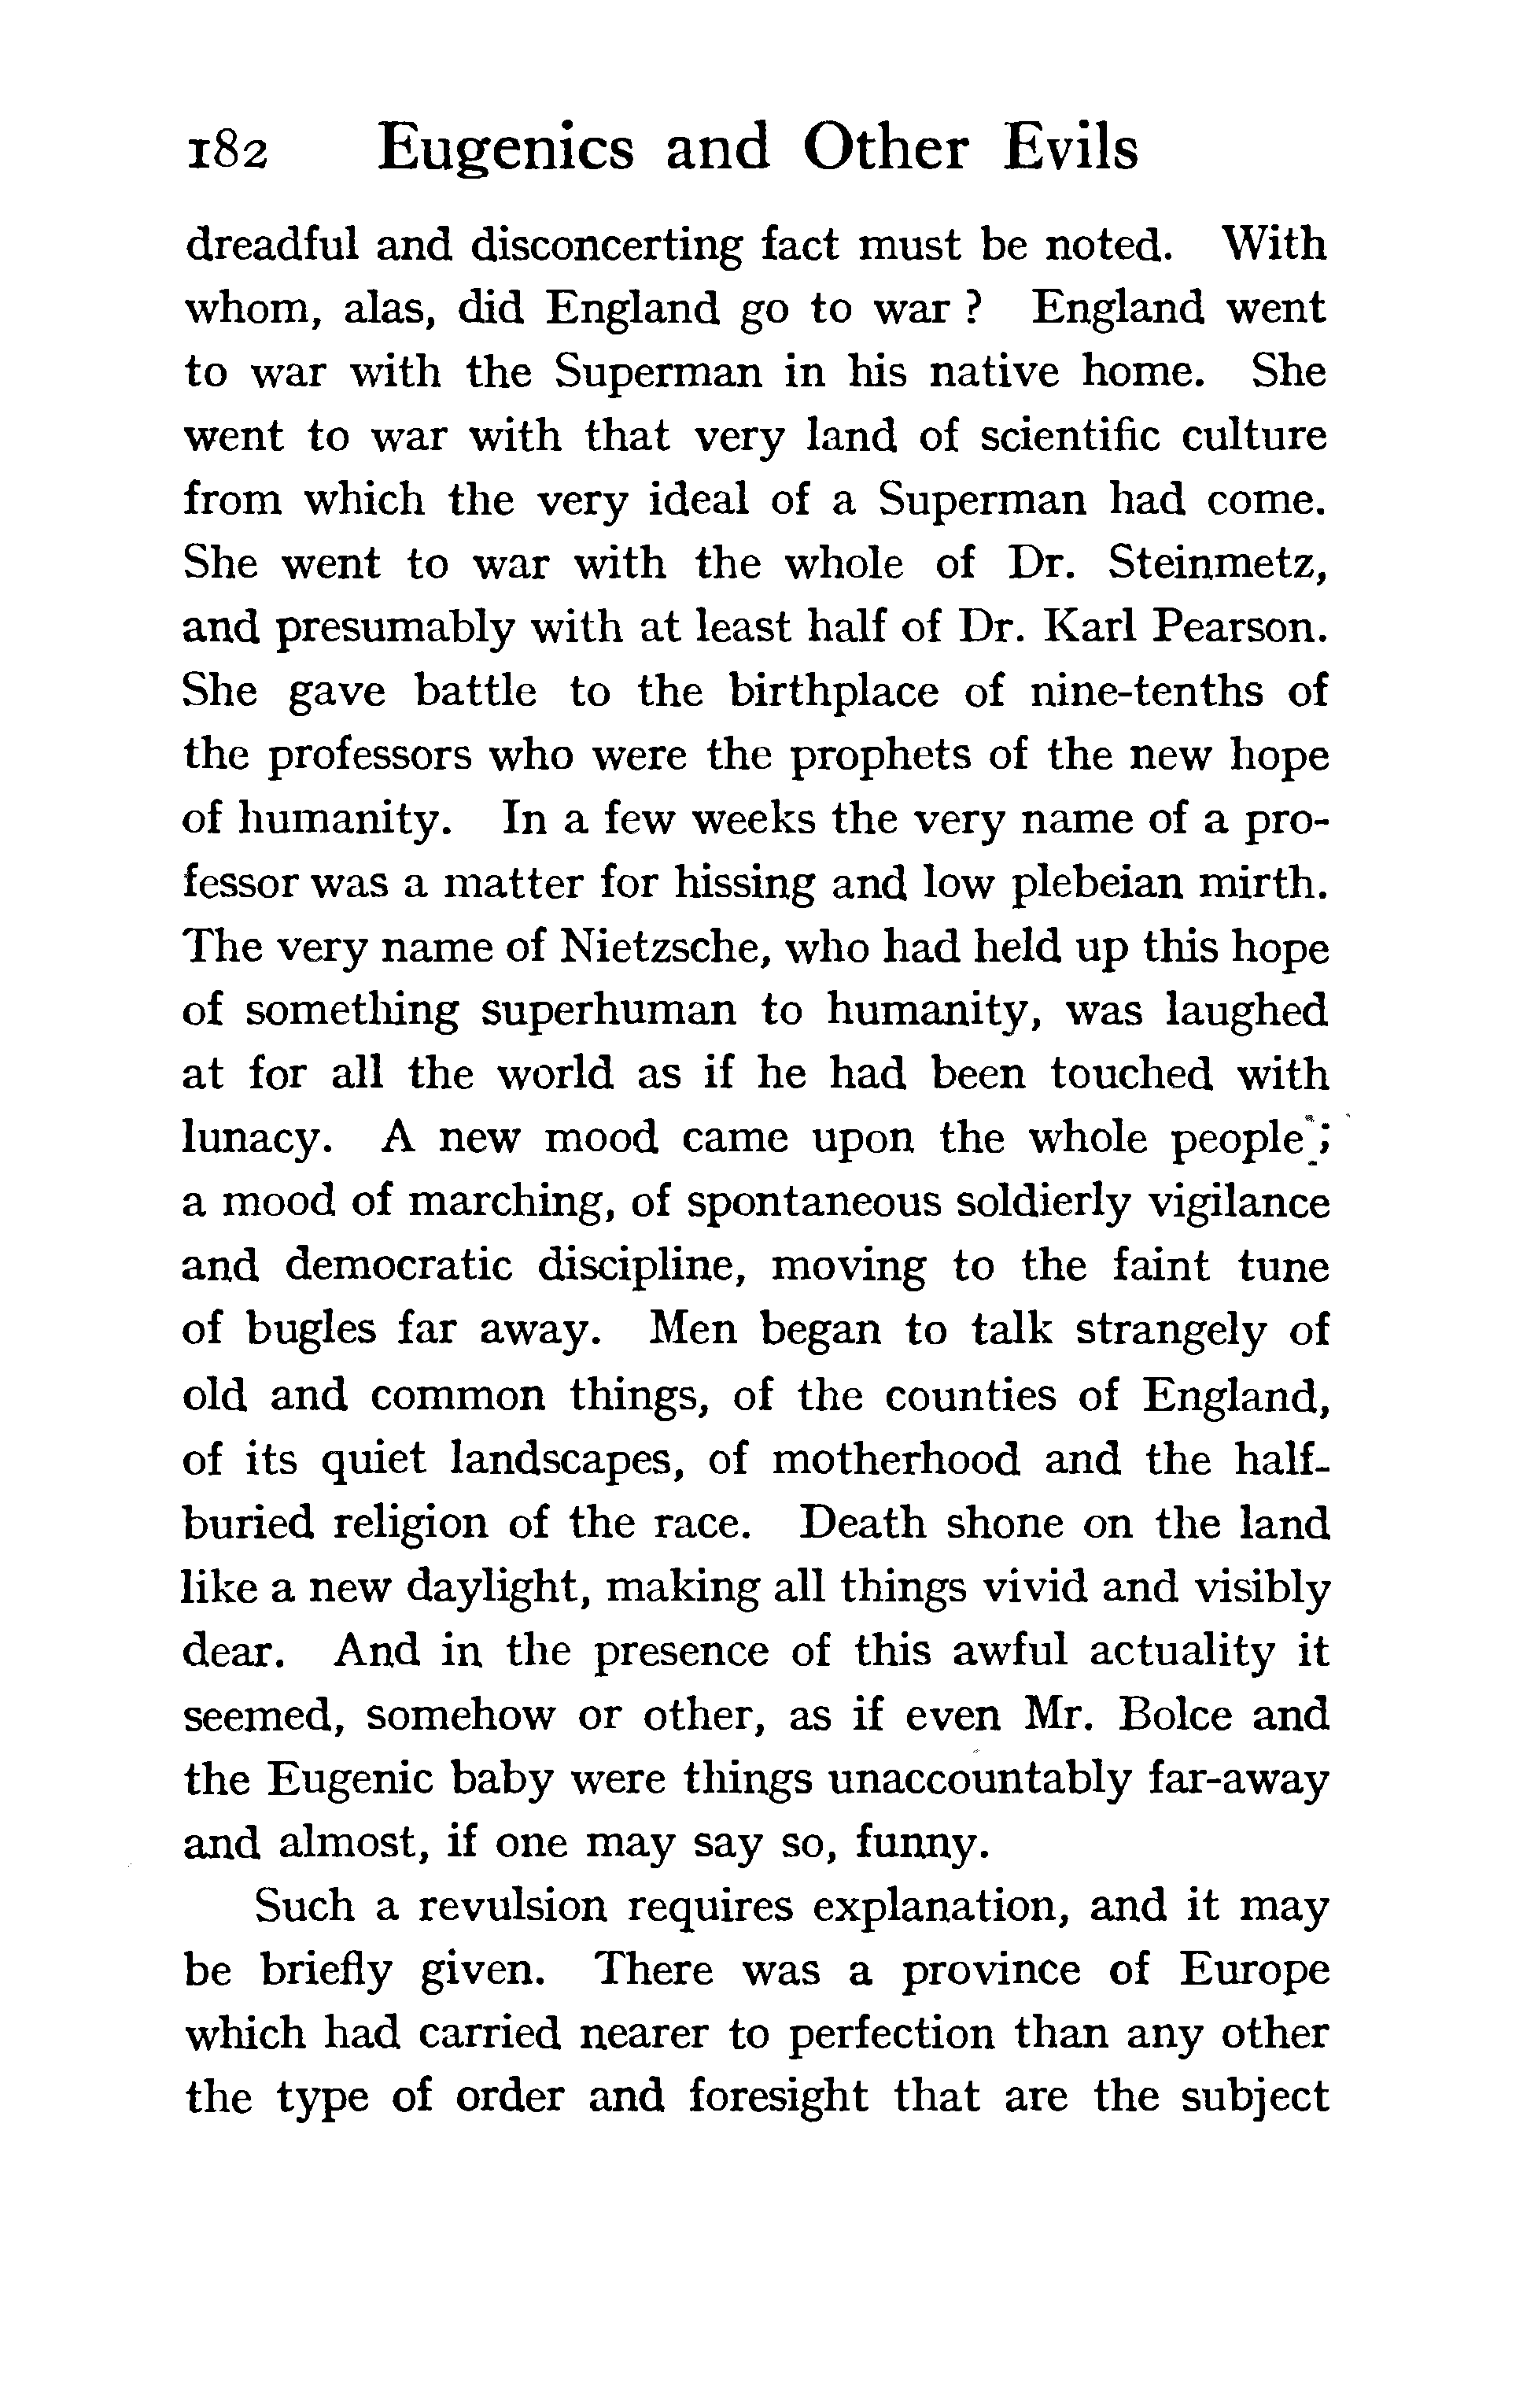 182 Eugenics and Other Evils
dreadful and disconcerting fact must be noted. With
whom, alas, did England go to war ? England went
to war with the Superman in his native home. She
went to war with that very land of scientific culture
from which the very ideal of a Superman had come.
She went to war with the whole of Dr. Steinmetz,
and presumably with at least half of Dr. Karl Pearson.
She gave battle to the birthplace of nine-tenths of
the professors who were the prophets of the new hope
of humanity. In a few weeks the very name of a pro-
fessor was a matter for hissing and low plebeian mirth.
The very name of Nietzsche, who had held up this hope
of something superhuman to humanity, was laughed
at for all the world as if he had been touched with
lunacy. A new mood came upon the whole people;
a mood of marching, of spontaneous soldierly vigilance
and democratic discipline, moving to the faint tune
of bugles far away. Men began to talk strangely of
old and common things, of the counties of England,
of its quiet landscapes, of motherhood and the half-
buried religion of the race. Death shone on the land
like a new daylight, making all things vivid and visibly
dear. And in the presence of this awful actuality it
seemed, somehow or other, as if even Mr. Bolce and
the Eugenic baby were things unaccountably far-away
and almost, if one may say so, funny.
Such a revulsion requires explanation, and it may
be briefly given. There was a province of Europe
which had carried nearer to perfection than any other
the type of order and foresight that are the subject